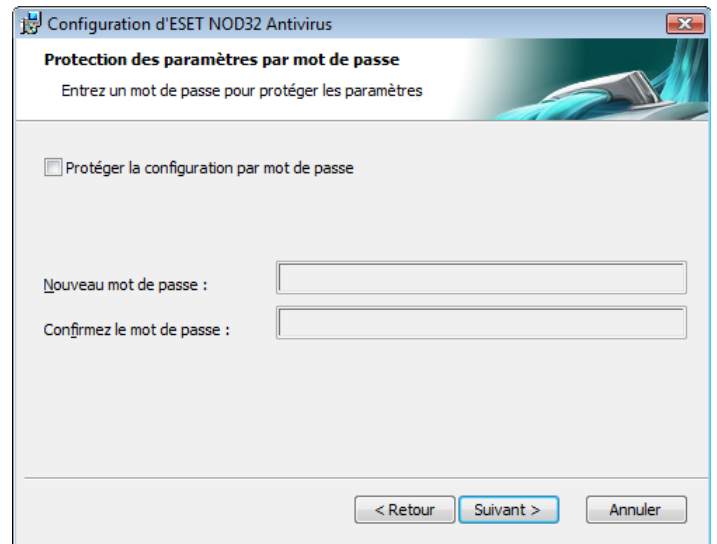 Configuration d'ESET NOD32 Antivirus
Protection des paramètres par mot de passe
Entrez un mot de passe pour protéger les paramètres
Protéger la configuration par mot de passe
Nouveau mot de passe :
Confirmez le mot de passe :
< Retour Suivant > Annuler